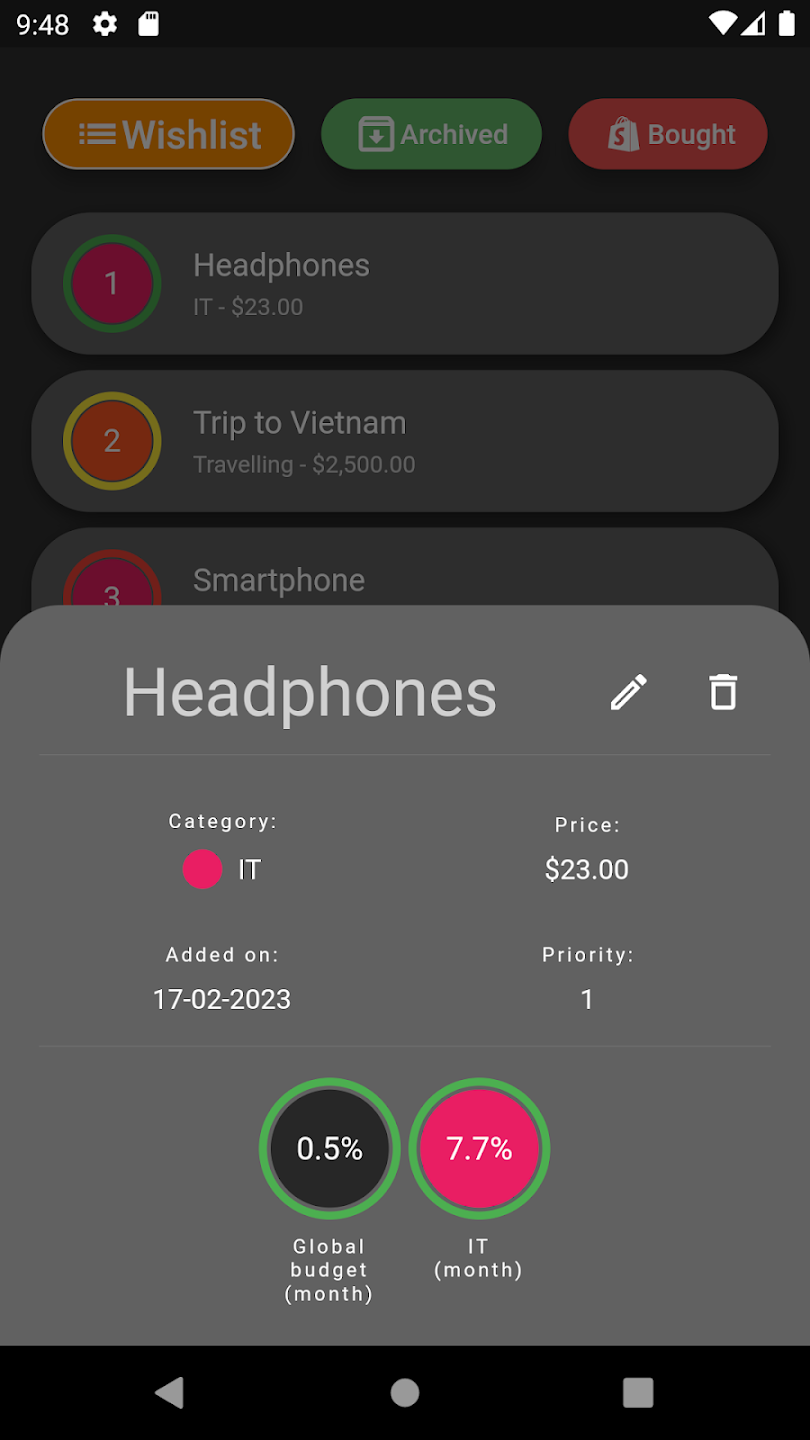 9:48
Wishlist
Archived
Bought
1
Headphones
IT - $23.00
2
Trip to Vietnam
Travelling - $2,500.00
3
Smartphone
Headphones
Category:
IT
Price:
$23.00
Added on:
17-02-2023
Priority:
1
0.5%
7.7%
Global
budget
(month)
IT
(month)